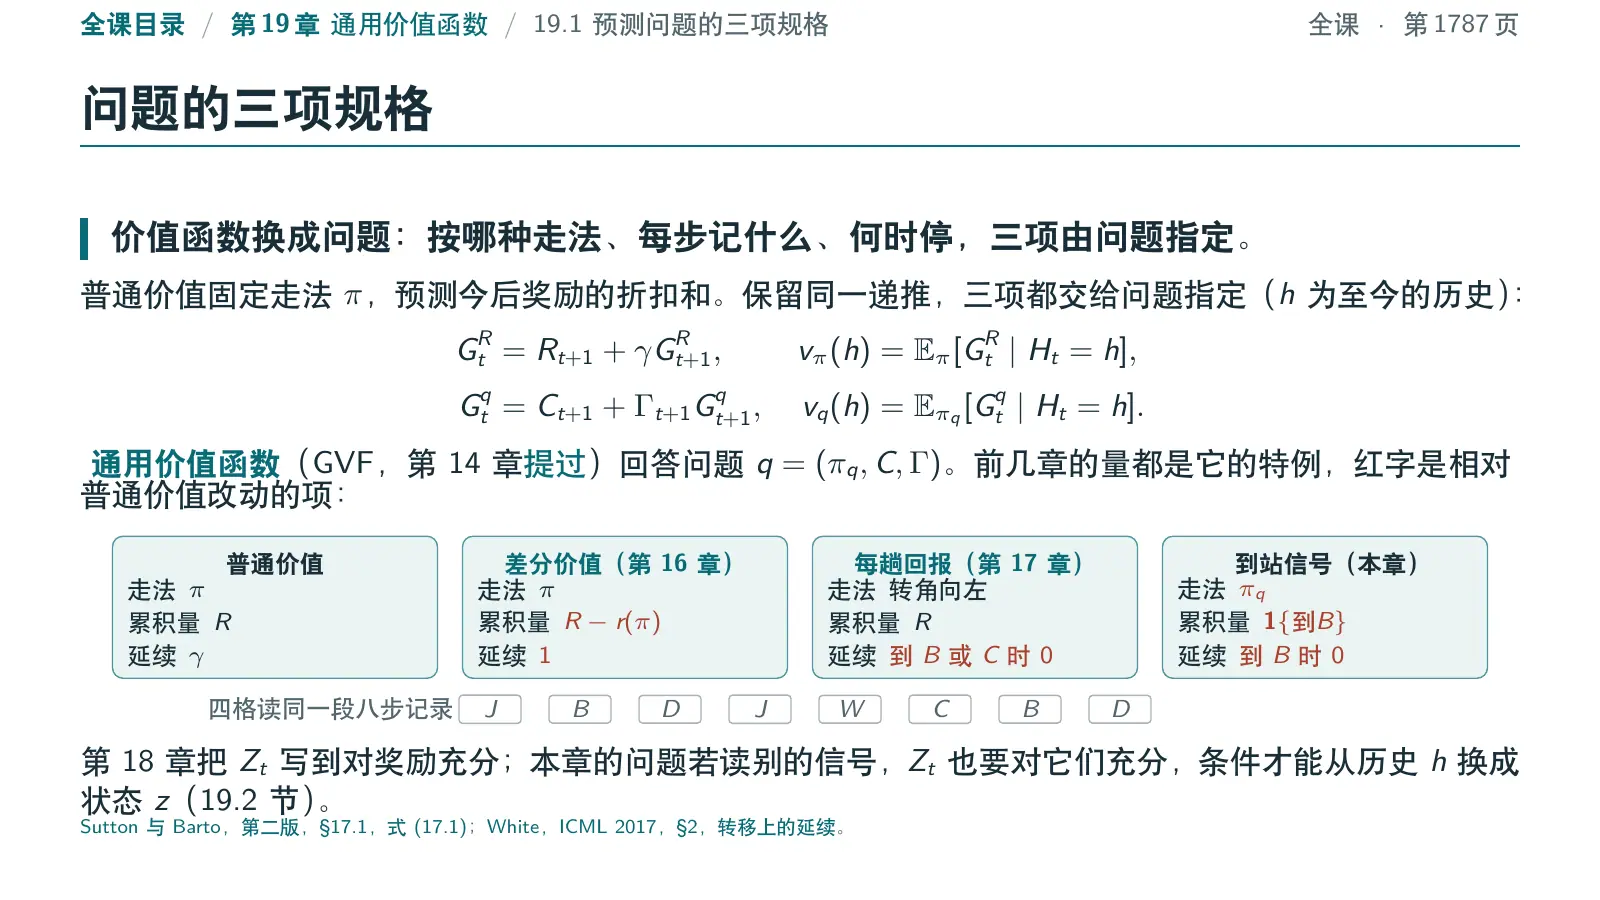 全课目录 / 第 19 章 通用价值函数 / 19.1 预测问题的三项规格
全课 · 第 1787 页
问题的三项规格
价值函数换成问题：按哪种走法、每步记什么、何时停，三项由问题指定。
普通价值固定走法 π，预测今后奖励的折扣和。保留同一递推，三项都交给问题指定（h 为至今的历史）：
G_t^R = R_{t+1} + γ G_{t+1}^R,  v_π(h) = 𝔼_π[G_t^R | H_t = h],
G_t^q = C_{t+1} + Γ_{t+1} G_{t+1}^q,  v_q(h) = 𝔼_{π_q}[G_t^q | H_t = h].
通用价值函数（GVF，第 14 章提过）回答问题 q = (π_q, C, Γ)。前几章的量都是它的特例，红字是相对
普通价值改动的项：
普通价值
走法 π
累积量 R
延续 γ
差分价值（第 16 章）
走法 π
累积量 R − r(π)
延续 1
每趟回报（第 17 章）
走法 转角向左
累积量 R
延续 到 B 或 C 时 0
到站信号（本章）
走法 π_q
累积量 1{到B}
延续 到 B 时 0
四格读同一段八步记录 J B D J W C B D
第 18 章把 Z_t 写到对奖励充分；本章的问题若读别的信号，Z_t 也要对它们充分，条件才能从历史 h 换成
状态 z（19.2 节）。
Sutton 与 Barto，第二版，§17.1，式 (17.1)；White，ICML 2017，§2，转移上的延续。